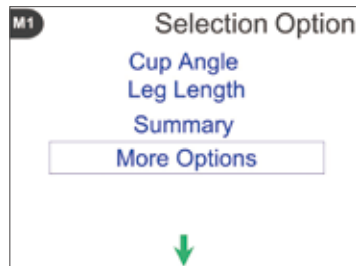 M1
Selection Option
Cup Angle
Leg Length
Summary
More Options